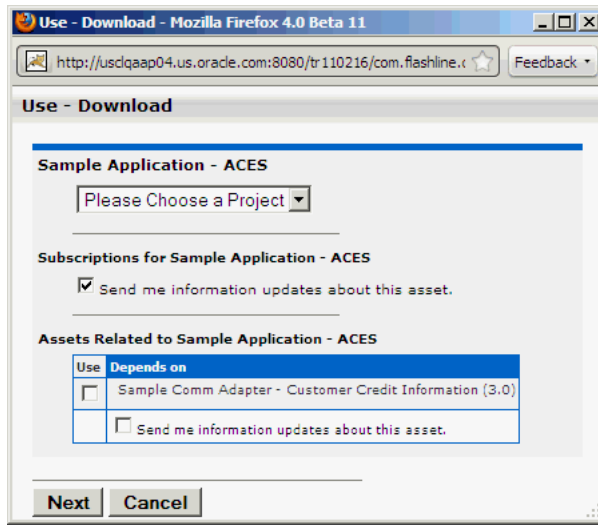 Use - Download - Mozilla Firefox 4.0 Beta 11
http://usclqaap04.us.oracle.com:8080/tr110216/com.flashline.c
Feedback
Use - Download
Sample Application - ACES
Please Choose a Project
Subscriptions for Sample Application - ACES
Send me information updates about this asset.
Assets Related to Sample Application - ACES
Use Depends on
Sample Comm Adapter - Customer Credit Information (3.0)
Send me information updates about this asset.
Next Cancel